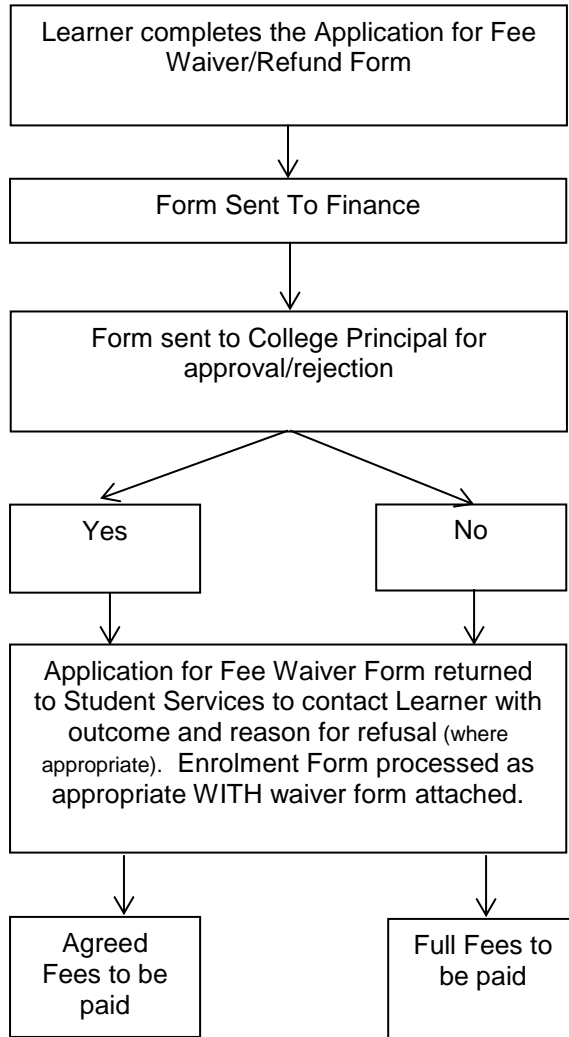 Learner completes the Application for Fee
Waiver/Refund Form
Form Sent To Finance
Form sent to College Principal for
approval/rejection
Yes
No
Application for Fee Waiver Form returned
to Student Services to contact Learner with
outcome and reason for refusal (where
appropriate). Enrolment Form processed as
appropriate WITH waiver form attached.
Agreed
Fees to be
paid
Full Fees to
be paid